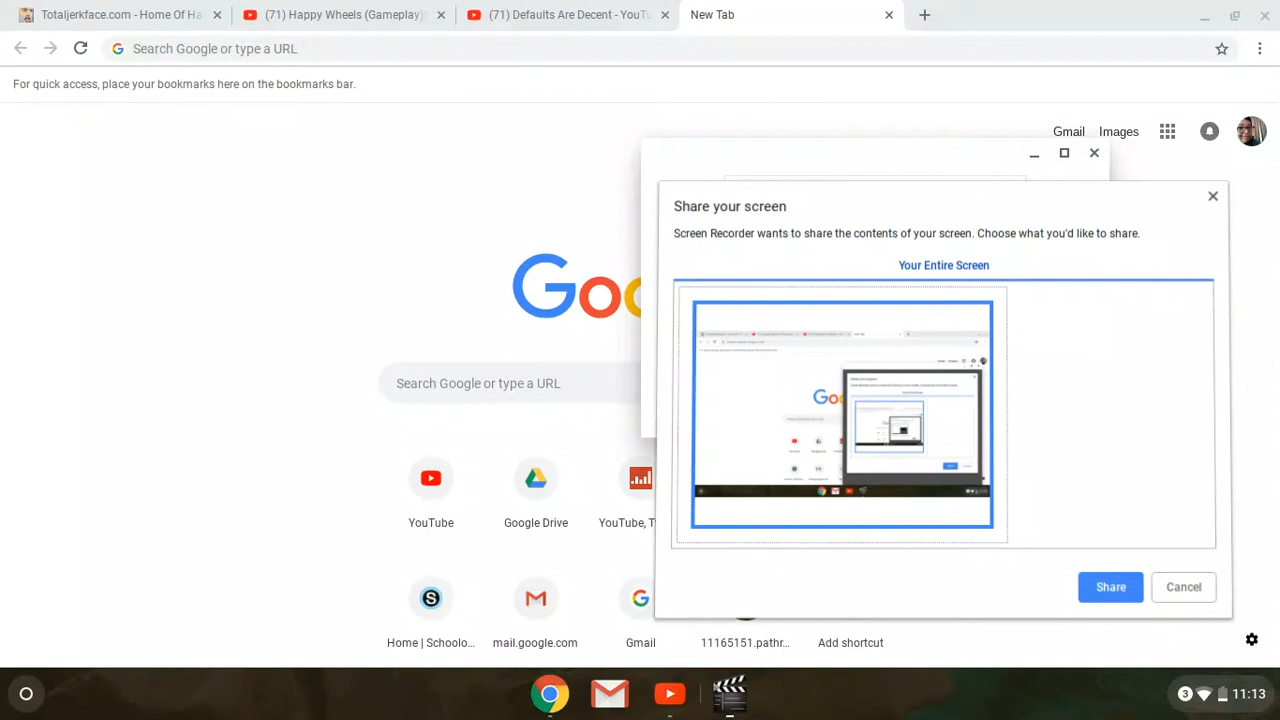 Totaljerkface.com - Home Of Ha
(71) Happy Wheels (Gameplay)
(71) Defaults Are Decent - YouTu
New Tab
Search Google or type a URL
For quick access, place your bookmarks here on the bookmarks bar.
Gmail Images
Share your screen
Screen Recorder wants to share the contents of your screen. Choose what you'd like to share.
Your Entire Screen
Goo
Search Google or type a URL
YouTube
Google Drive
YouTube, T
Share
Cancel
S
Home | Schoolo...
mail.google.com
Gmail
11165151.pathr...
Add shortcut
3 11:13